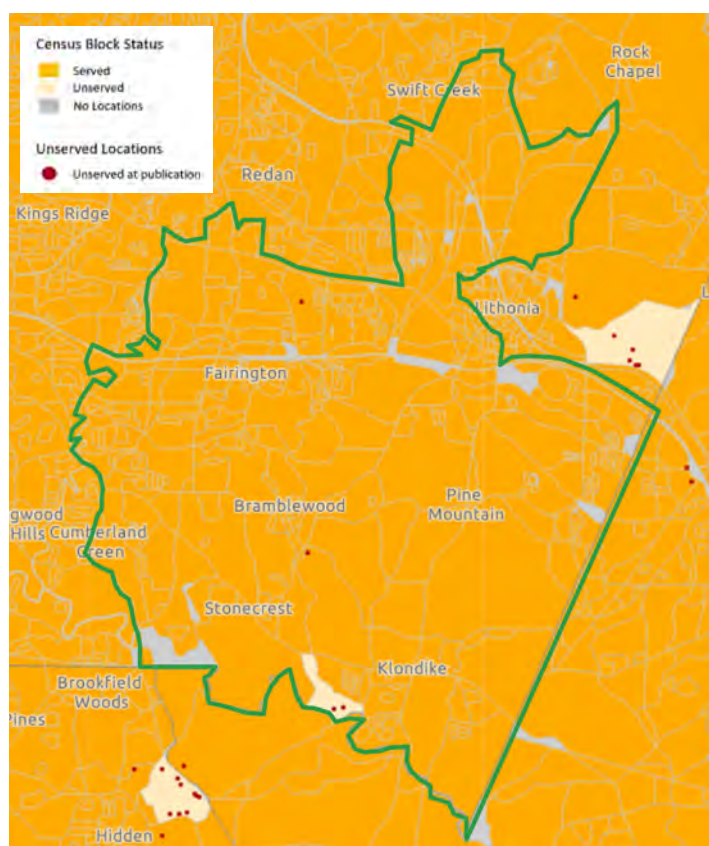 Census Block Status
Served
Unserved
No Locations
Unserved Locations
Unserved at publication
Rock
Chapel
Swift Creek
Redan
Kings Ridge
L
Lithonia
Fairington
Bramblewood
Pine
Mountain
gwood
Hills Cumberland
Green
Stonecrest
Klondike
Brookfield
Woods
Pines
Hidden